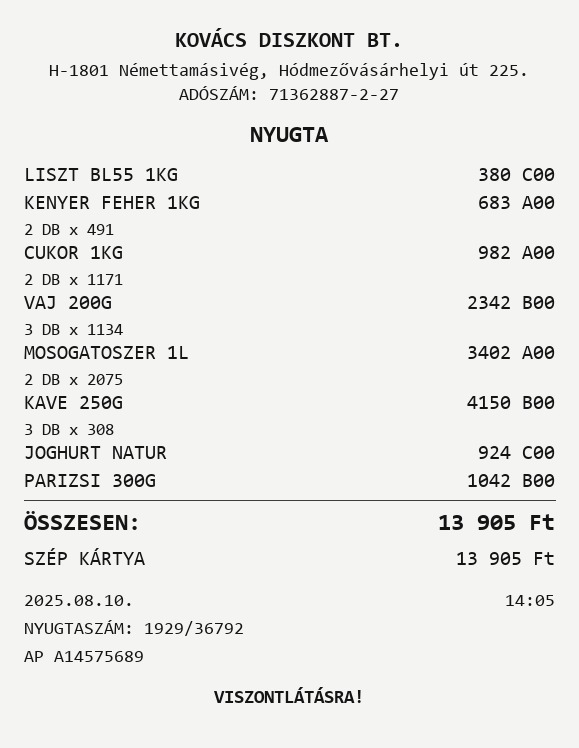 KOVÁCS DISZKONT BT.
H-1801 Némettamásivég, Hódmezővásárhelyi út 225.
ADÓSZÁM: 71362887-2-27
NYUGTA
LISZT BL55 1KG 380 C00
KENYER FEHER 1KG 683 A00
2 DB x 491
CUKOR 1KG 982 A00
2 DB x 1171
VAJ 200G 2342 B00
3 DB x 1134
MOSOGATOSZER 1L 3402 A00
2 DB x 2075
KAVE 250G 4150 B00
3 DB x 308
JOGHURT NATUR 924 C00
PARIZSI 300G 1042 B00
ÖSSZESEN: 13 905 Ft
SZÉP KÁRTYA 13 905 Ft
2025.08.10. 14:05
NYUGTASZÁM: 1929/36792
AP A14575689
VISZONTLÁTÁSRA!